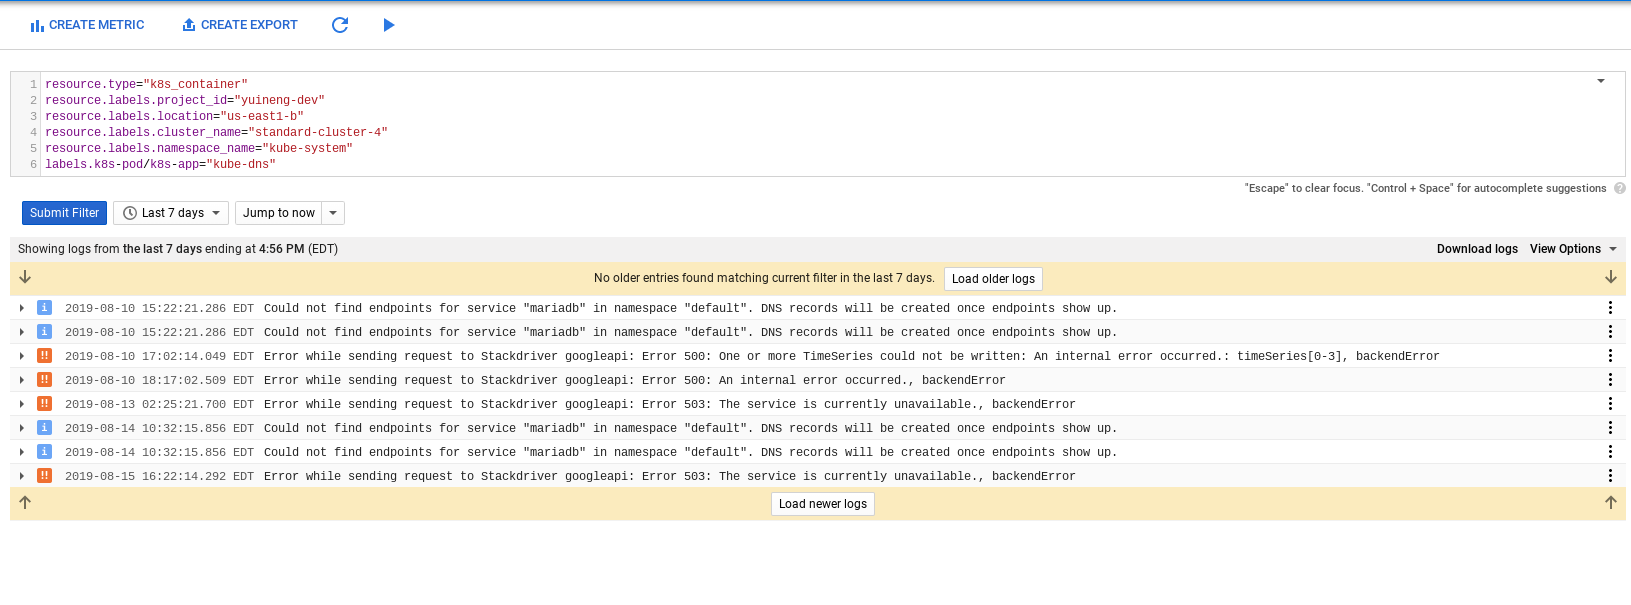 CREATE METRIC CREATE EXPORT
1 resource.type="k8s_container"
2 resource.labels.project_id="yuineng-dev"
3 resource.labels.location="us-east1-b"
4 resource.labels.cluster_name="standard-cluster-4"
5 resource.labels.namespace_name="kube-system"
6 labels.k8s-pod/k8s-app="kube-dns"
"Escape" to clear focus. "Control + Space" for autocomplete suggestions ?
Submit Filter Last 7 days Jump to now
Showing logs from the last 7 days ending at 4:56 PM (EDT) Download logs View Options
No older entries found matching current filter in the last 7 days. Load older logs
i 2019-08-10 15:22:21.286 EDT Could not find endpoints for service "mariadb" in namespace "default". DNS records will be created once endpoints show up.
i 2019-08-10 15:22:21.286 EDT Could not find endpoints for service "mariadb" in namespace "default". DNS records will be created once endpoints show up.
!! 2019-08-10 17:02:14.049 EDT Error while sending request to Stackdriver googleapi: Error 500: One or more TimeSeries could not be written: An internal error occurred.: timeSeries[0-3], backendError
!! 2019-08-10 18:17:02.509 EDT Error while sending request to Stackdriver googleapi: Error 500: An internal error occurred., backendError
!! 2019-08-13 02:25:21.700 EDT Error while sending request to Stackdriver googleapi: Error 503: The service is currently unavailable., backendError
i 2019-08-14 10:32:15.856 EDT Could not find endpoints for service "mariadb" in namespace "default". DNS records will be created once endpoints show up.
i 2019-08-14 10:32:15.856 EDT Could not find endpoints for service "mariadb" in namespace "default". DNS records will be created once endpoints show up.
!! 2019-08-15 16:22:14.292 EDT Error while sending request to Stackdriver googleapi: Error 503: The service is currently unavailable., backendError
Load newer logs